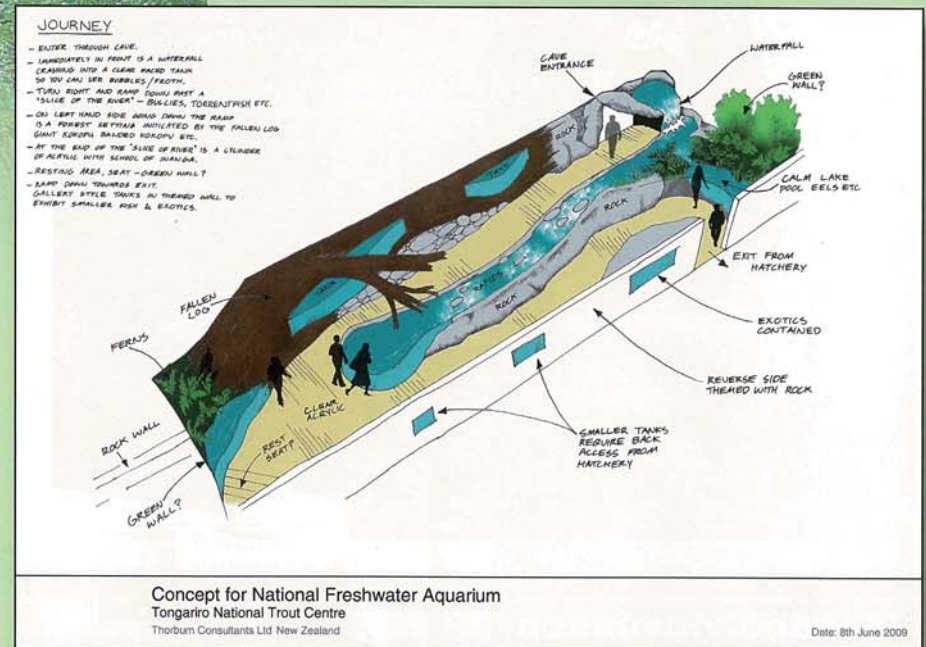 JOURNEY
- ENTER THROUGH CAVE.
- IMMEDIATELY IN FRONT IS A WATERFALL
CRASHING INTO A CLEAR FACED TANK
SO YOU CAN SEE BUBBLES/FROTH.
- TURN RIGHT AND RAMP DOWN PAST A
"SLICE OF THE RIVER" - BULLIES, TORRENTFISH ETC.
- ON LEFT HAND SIDE GOING DOWN THE RAMP
IS A FOREST SETTING INDICATED BY THE FALLEN LOG
GIANT KOKOPU BANDED KOKOPU ETC.
- AT THE END OF THE "SLICE OF RIVER" IS A CYLINDER
OF ACRYLIC WITH SCHOOL OF INANGA.
- RESTING AREA, SEAT - GREEN WALL?
- RAMP DOWN TOWARDS EXIT.
GALLERY STYLE TANKS IN THEMED WALL TO
EXHIBIT SMALLER FISH & EXOTICS.
CAVE
ENTRANCE
WATERFALL
GREEN
WALL?
ROCK
TANK
CALM LAKE
POOL EELS ETC
ROCK
EXIT FROM
HATCHERY
TANK
RAPIDS
ROCK
FALLEN
LOG
EXOTICS
CONTAINED
FERNS
REVERSE SIDE
THEMED WITH ROCK
CLEAR
ACRYLIC
SMALLER TANKS
REQUIRE BACK
ACCESS FROM
HATCHERY
ROCK WALL
REST
SEAT?
GREEN
WALL?
Concept for National Freshwater Aquarium
Tongariro National Trout Centre
Thorburn Consultants Ltd New Zealand
Date: 8th June 2009